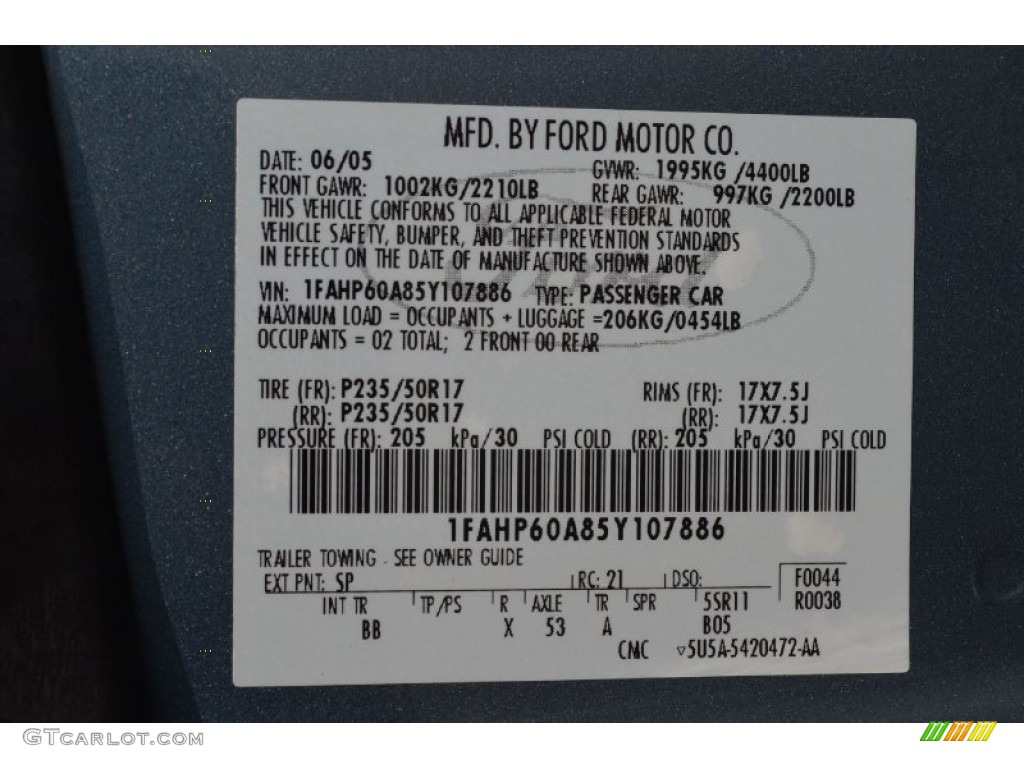 MFD. BY FORD MOTOR CO.
DATE: 06/05 GVWR: 1995KG /4400LB
FRONT GAWR: 1002KG/2210LB REAR GAWR: 997KG /2200LB
THIS VEHICLE CONFORMS TO ALL APPLICABLE FEDERAL MOTOR
VEHICLE SAFETY, BUMPER, AND THEFT PREVENTION STANDARDS
IN EFFECT ON THE DATE OF MANUFACTURE SHOWN ABOVE.
VIN: 1FAHP60A85Y107886 TYPE: PASSENGER CAR
MAXIMUM LOAD = OCCUPANTS + LUGGAGE =206KG/0454LB
OCCUPANTS = 02 TOTAL; 2 FRONT 00 REAR
TIRE (FR): P235/50R17 RIMS (FR): 17X7.5J
(RR): P235/50R17 (RR): 17X7.5J
PRESSURE (FR): 205 kPa/30 PSI COLD (RR): 205 kPa/30 PSI COLD
1FAHP60A85Y107886
TRAILER TOWING - SEE OWNER GUIDE
EXT PNT: SP RC: 21 DSO: F0044
INT TR TP/PS R AXLE TR SPR 5SR11 R0038
BB X 53 A B05
CMC ▿5U5A-5420472-AA
GTCARLOT.COM